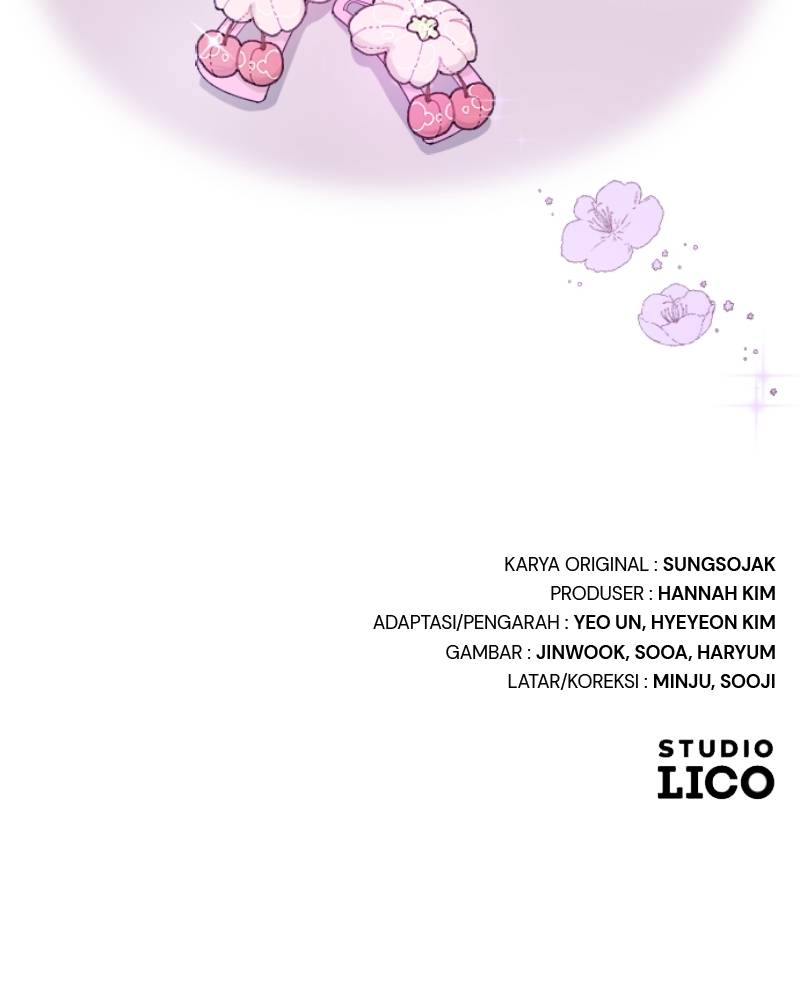 KARYA ORIGINAL : SUNGSOJAK
PRODUSER : HANNAH KIM
ADAPTASI/PENGARAH : YEO UN, HYEYEON KIM
GAMBAR : JINWOOK, SOOA, HARYUM
LATAR/KOREKSI : MINJU, SOOJI
STUDIO
LICO